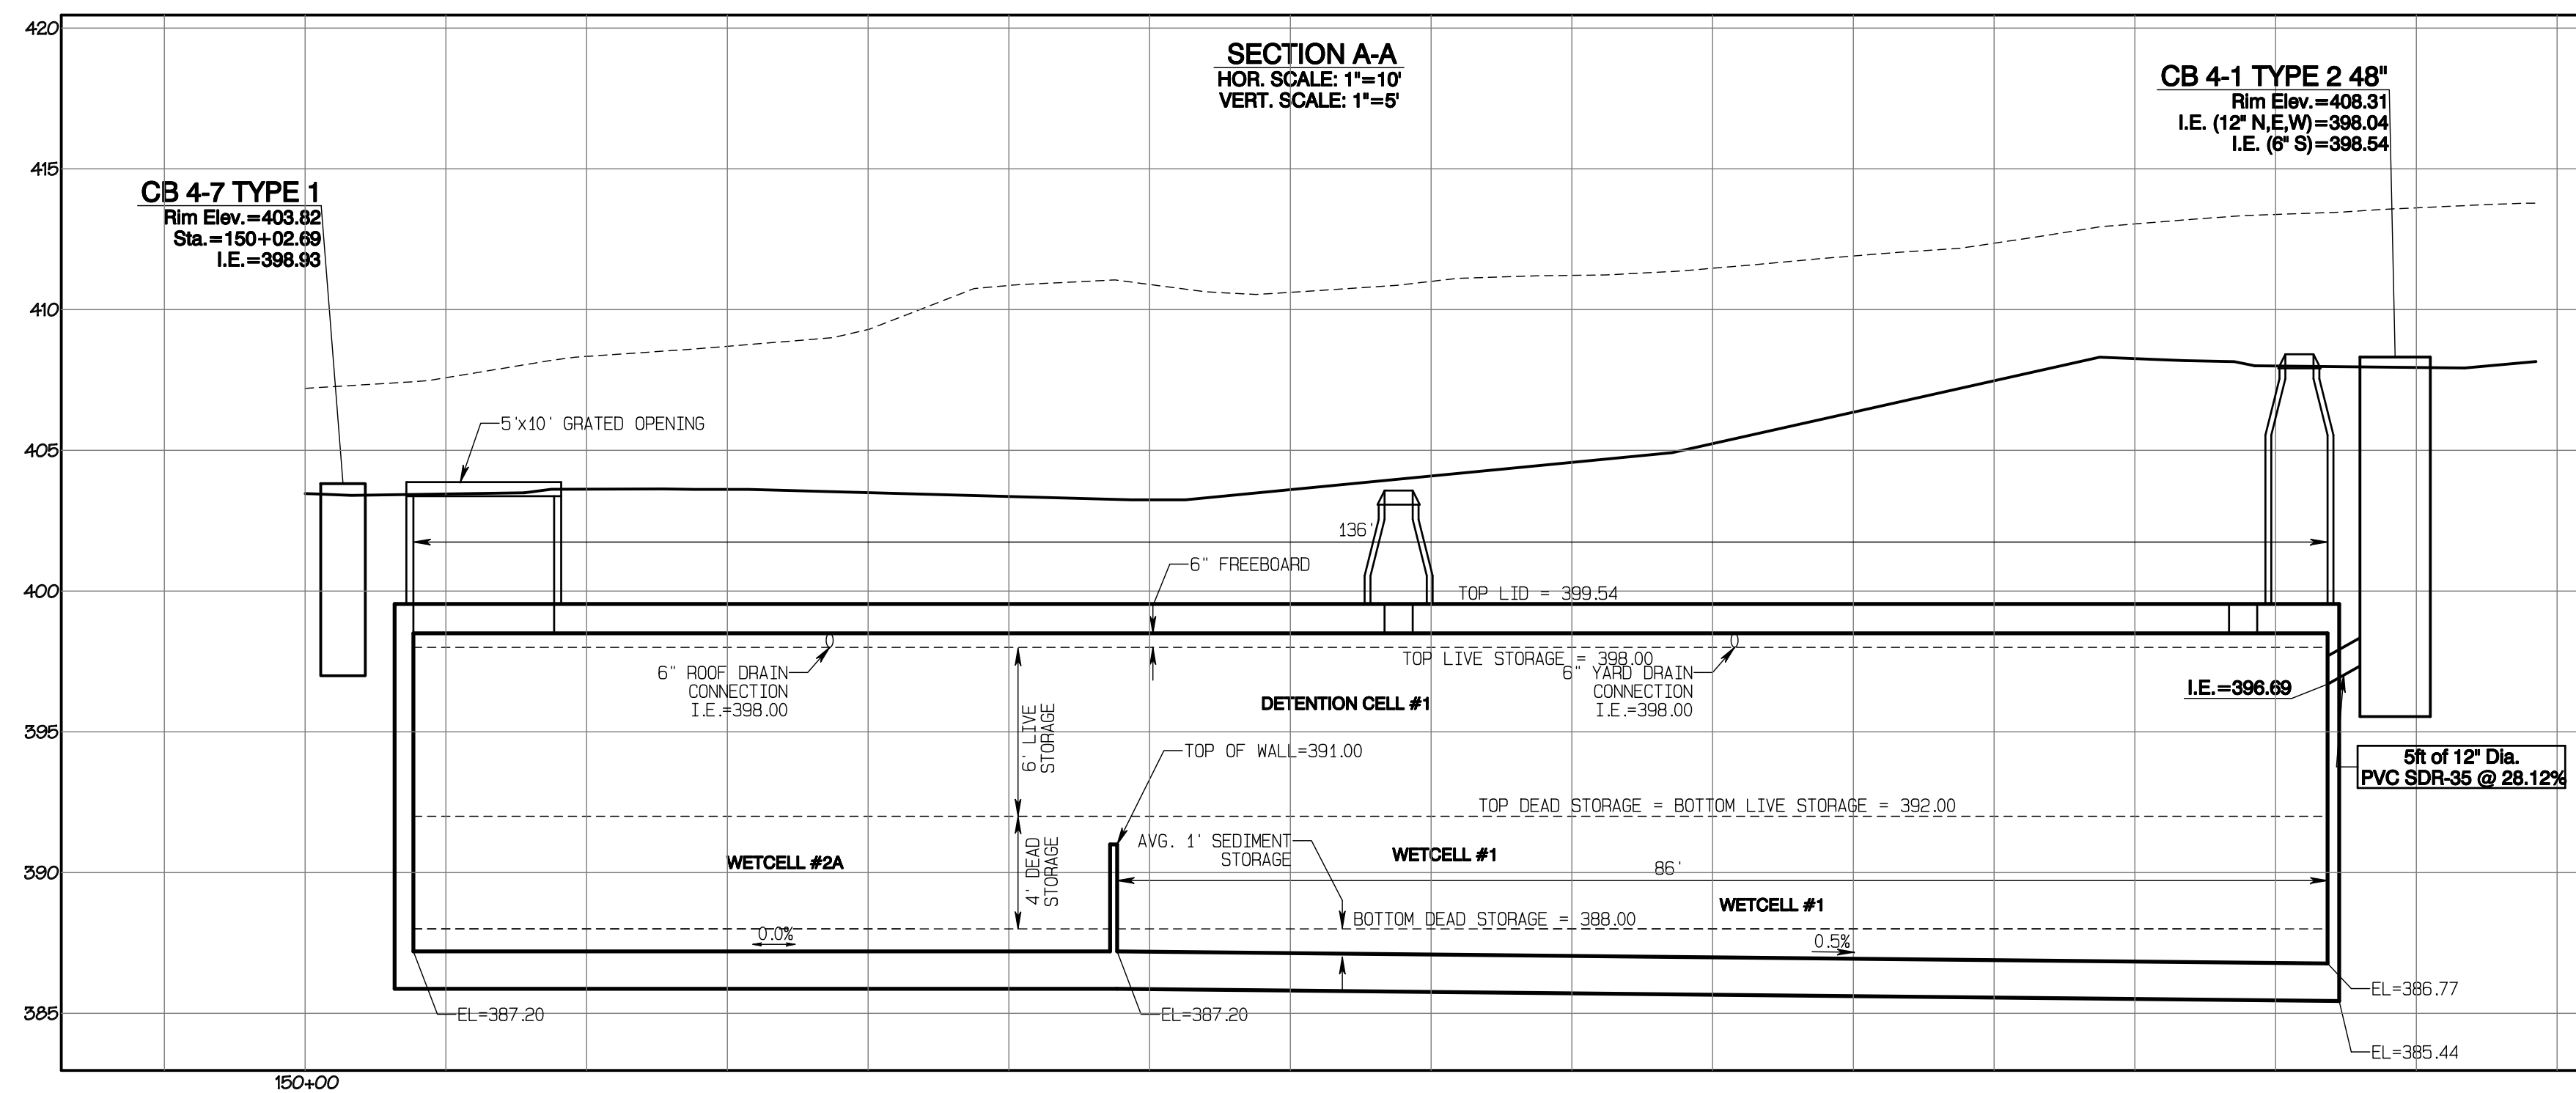 SECTION A-A
HOR. SCALE: 1"=10'
VERT. SCALE: 1"=5'
CB 4-1 TYPE 2 48"
Rim Elev.=408.31
I.E. (12" N,E,W)=398.04
I.E. (6" S)=398.54
CB 4-7 TYPE 1
Rim Elev.=403.82
Sta.=150+02.69
I.E.=398.93
420
415
410
405
400
395
390
385
150+00
5'x10' GRATED OPENING
136'
6" FREEBOARD
TOP LID = 399.54
6" ROOF DRAIN
CONNECTION
I.E.=398.00
TOP LIVE STORAGE = 398.00
6" YARD DRAIN
CONNECTION
I.E.=398.00
DETENTION CELL #1
I.E.=396.69
6' LIVE
STORAGE
TOP OF WALL=391.00
5ft of 12" Dia.
PVC SDR-35 @ 28.12%
TOP DEAD STORAGE = BOTTOM LIVE STORAGE = 392.00
AVG. 1' SEDIMENT
STORAGE
WETCELL #2A
4' DEAD
STORAGE
WETCELL #1
86'
WETCELL #1
BOTTOM DEAD STORAGE = 388.00
0.0%
0.5%
EL=387.20
EL=387.20
EL=386.77
EL=385.44